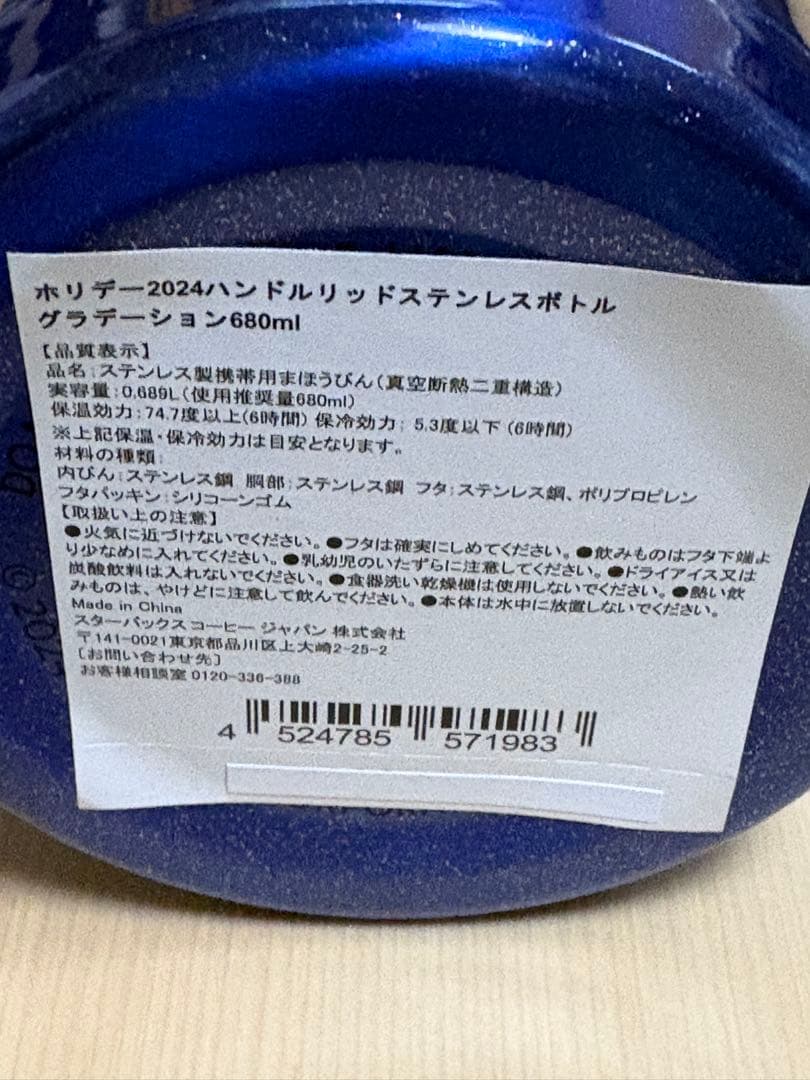 ホリデー2024ハンドルリッドステンレスボトル
グラデーション680ml
【品質表示】
品名:ステンレス製携帯用まほうびん(真空断熱二重構造)
実容量:0.689L(使用推奨量680ml)
保温効力:74.7度以上(6時間) 保冷効力: 5.3度以下(6時間)
※上記保温・保冷効力は目安となります。
材料の種類:
内びん:ステンレス鋼 胴部:ステンレス鋼 フタ:ステンレス鋼、ポリプロピレン
フタパッキン:シリコーンゴム
【取扱い上の注意】
●火気に近づけないでください。●フタは確実にしめてください。●飲みものはフタ下端よ
り少なめに入れてください。●乳幼児のいたずらに注意してください。●ドライアイス又は
炭酸飲料は入れないでください。●食器洗い乾燥機は使用しないでください。●熱い飲
みものは、やけどに注意して飲んでください。●本体は水中に放置しないでください。
Made in China
スターバックス コーヒー ジャパン 株式会社
〒141-0021東京都品川区上大崎2-25-2
[お問い合わせ先]
お客様相談室 0120-336-388
4 524785 571983